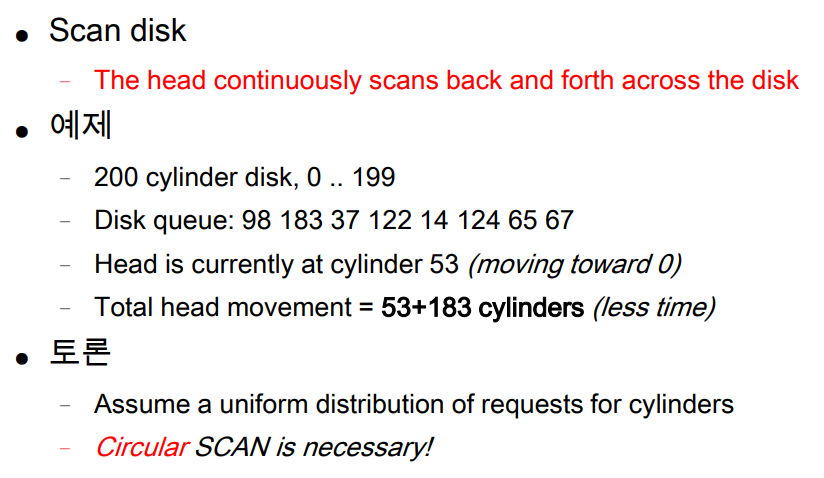 ● Scan disk
– The head continuously scans back and forth across the disk
● 예제
– 200 cylinder disk, 0 .. 199
– Disk queue: 98 183 37 122 14 124 65 67
– Head is currently at cylinder 53 (moving toward 0)
– Total head movement = 53+183 cylinders (less time)
● 토론
– Assume a uniform distribution of requests for cylinders
– Circular SCAN is necessary!